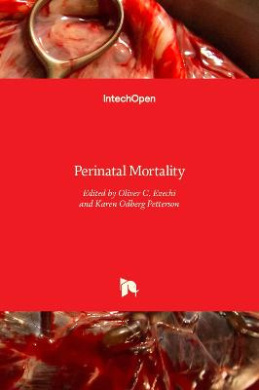 IntechOpen
Perinatal Mortality
Edited by Oliver C. Ezechi
and Karen Odberg Petterson